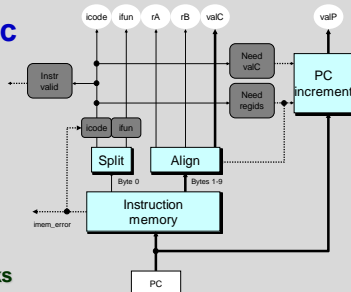 c
icode ifun rA rB valC valP
Instr
valid
Need
valC
Need
regids
PC
increment
icode ifun
Split
Align
Byte 0
Bytes 1-9
Instruction
memory
imem_error
PC
ks